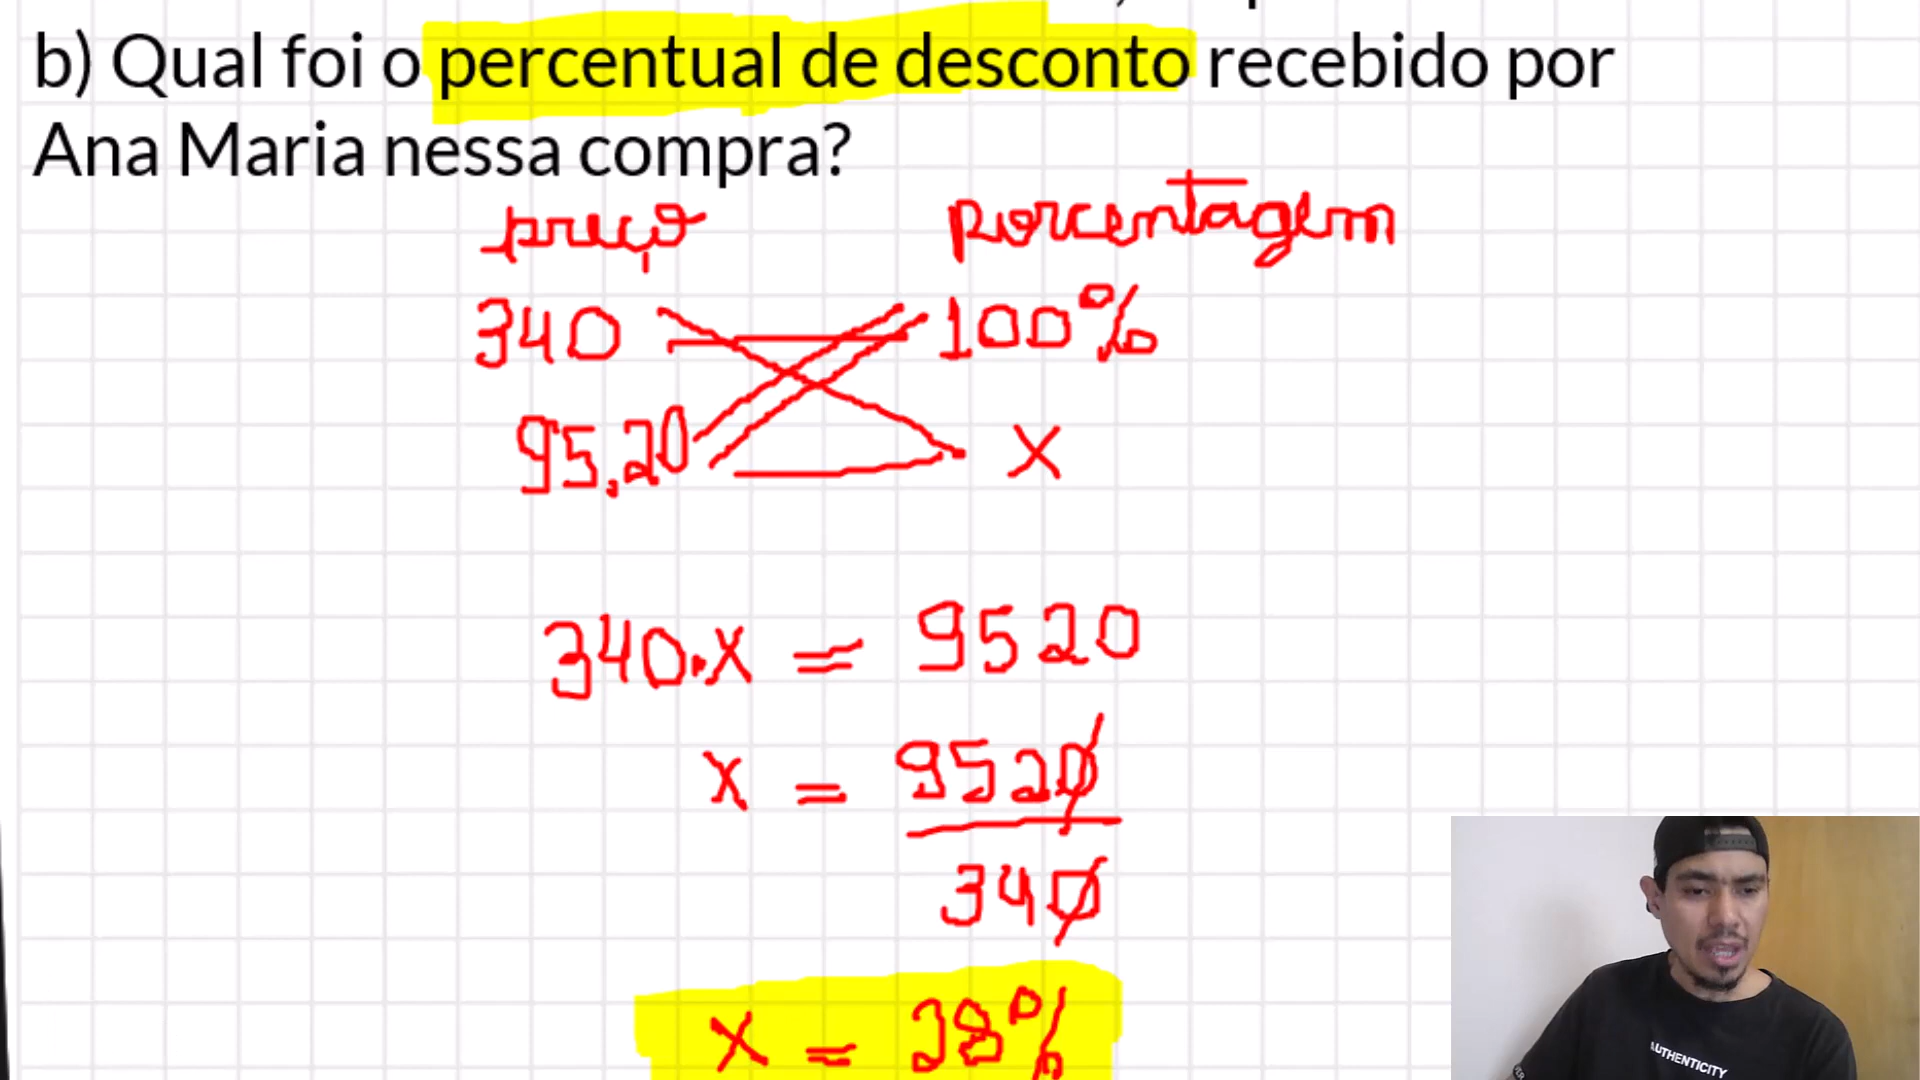 b) Qual foi o percentual de desconto recebido por
Ana Maria nessa compra?
preço porcentagem
340 100%
95,20 x
340.x = 9520
x = 9520
340
x = 28%
AUTHENTICITY